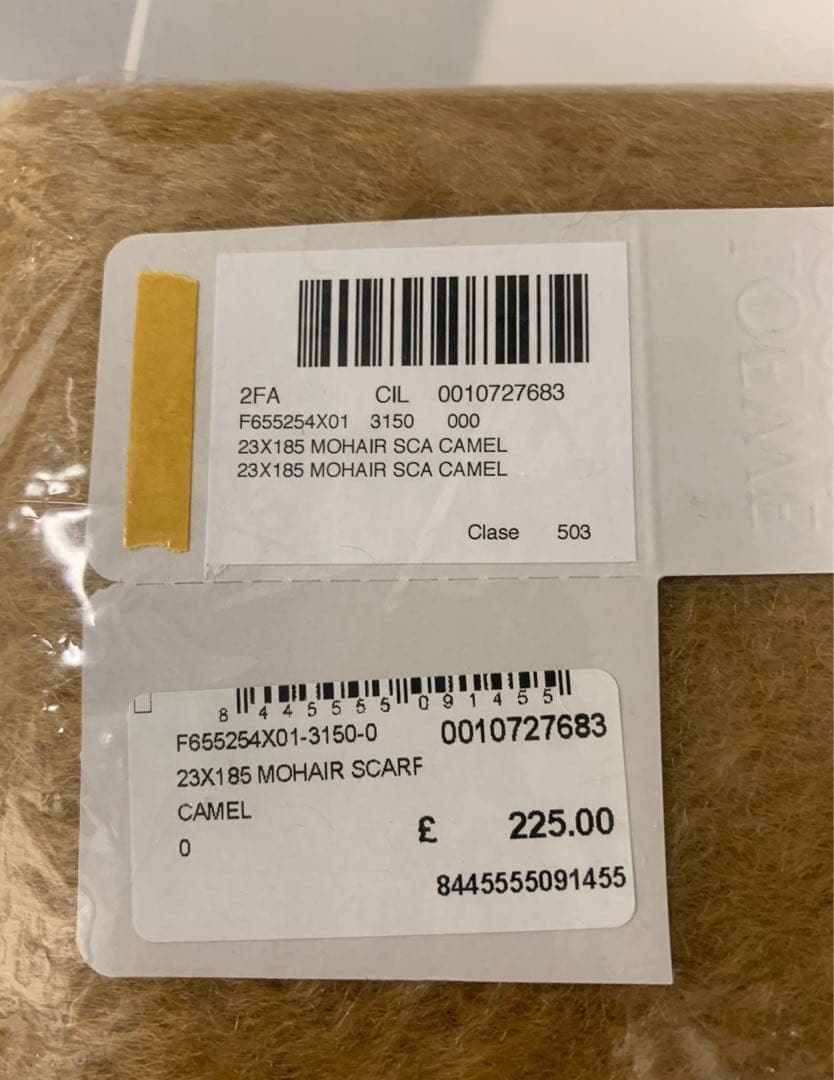 2FA CIL 0010727683
F655254X01 3150 000
23X185 MOHAIR SCA CAMEL
23X185 MOHAIR SCA CAMEL
Clase 503
8 445555 091455
F655254X01-3150-0 0010727683
23X185 MOHAIR SCARF
CAMEL
0
£ 225.00
8445555091455